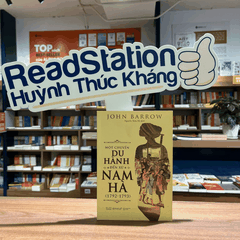 TOP
ReadStation
Huỳnh Thúc Kháng
JOHN BARROW
MỘT CHUYẾN
DU
HÀNH
ĐẾN XỨ
NAM
HÀ
(1792-1793)